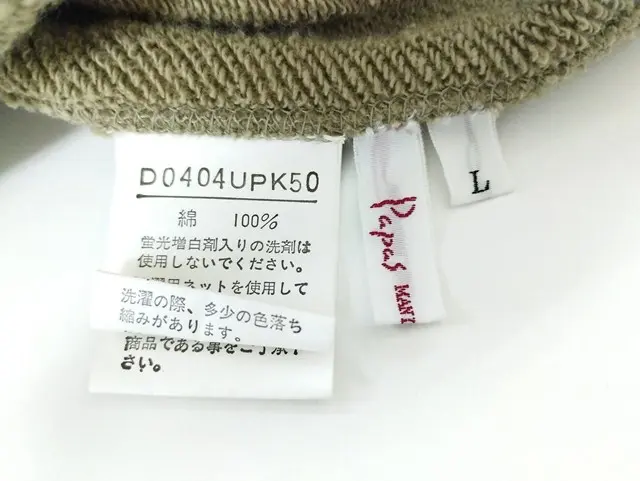 D0404UPK50
綿 100%
蛍光増白剤入りの洗剤は
使用しないでください。
用ネットを使用して
洗濯の際、多少の色落ち
縮みがあります。
商品である事をご了承下
さい。
Papas
MAN
L